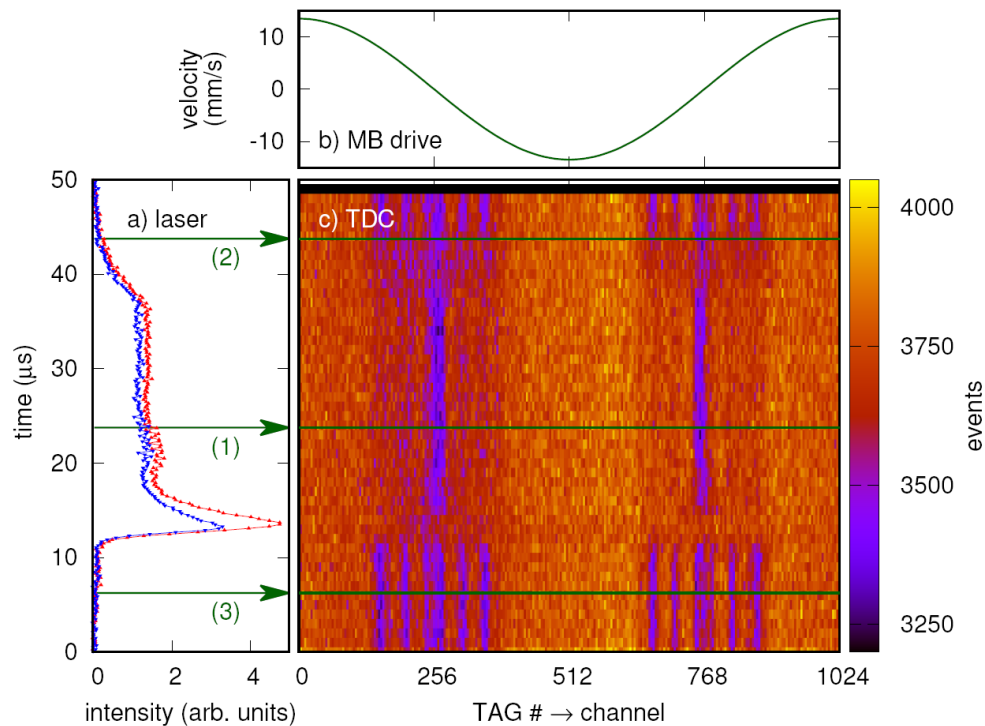 velocity
(mm/s)
10
0
-10
b) MB drive
50
40
30
20
10
0
time (µs)
a) laser
(2)
(1)
(3)
0 2 4
intensity (arb. units)
c) TDC
0 256 512 768 1024
TAG # → channel
4000
3750
3500
3250
events